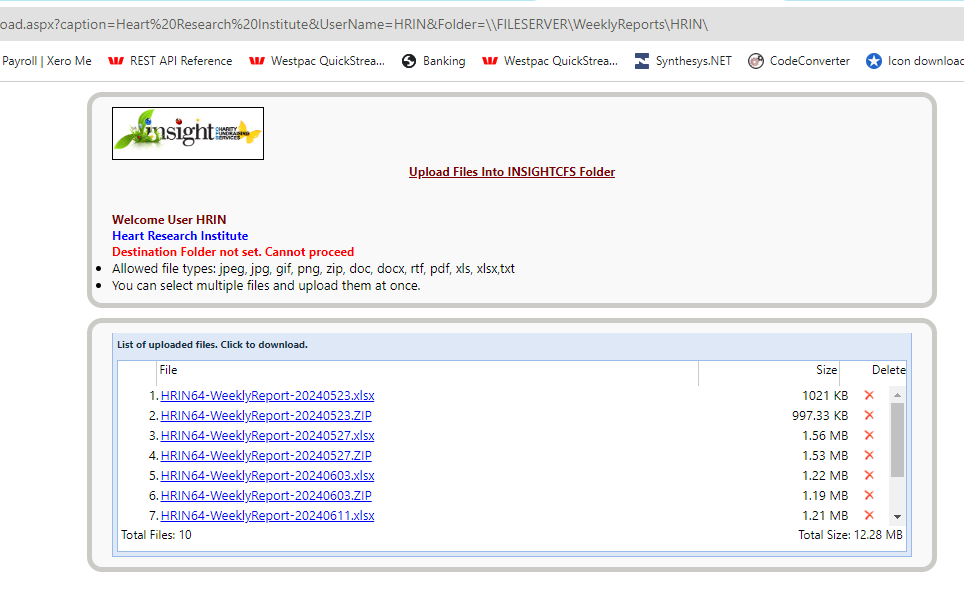 oad.aspx?caption=Heart%20Research%20Institute&UserName=HRIN&Folder=\\FILESERVER\WeeklyReports\HRIN\
Payroll | Xero Me REST API Reference Westpac QuickStrea... Banking Westpac QuickStrea... Synthesys.NET CodeConverter Icon download
insight CHARITY FUNDRAISING SERVICES
Upload Files Into INSIGHTCFS Folder
Welcome User HRIN
Heart Research Institute
Destination Folder not set. Cannot proceed
• Allowed file types: jpeg, jpg, gif, png, zip, doc, docx, rtf, pdf, xls, xlsx,txt
• You can select multiple files and upload them at once.
List of uploaded files. Click to download.
File Size Delete
1. HRIN64-WeeklyReport-20240523.xlsx 1021 KB
2. HRIN64-WeeklyReport-20240523.ZIP 997.33 KB
3. HRIN64-WeeklyReport-20240527.xlsx 1.56 MB
4. HRIN64-WeeklyReport-20240527.ZIP 1.53 MB
5. HRIN64-WeeklyReport-20240603.xlsx 1.22 MB
6. HRIN64-WeeklyReport-20240603.ZIP 1.19 MB
7. HRIN64-WeeklyReport-20240611.xlsx 1.21 MB
Total Files: 10 Total Size: 12.28 MB